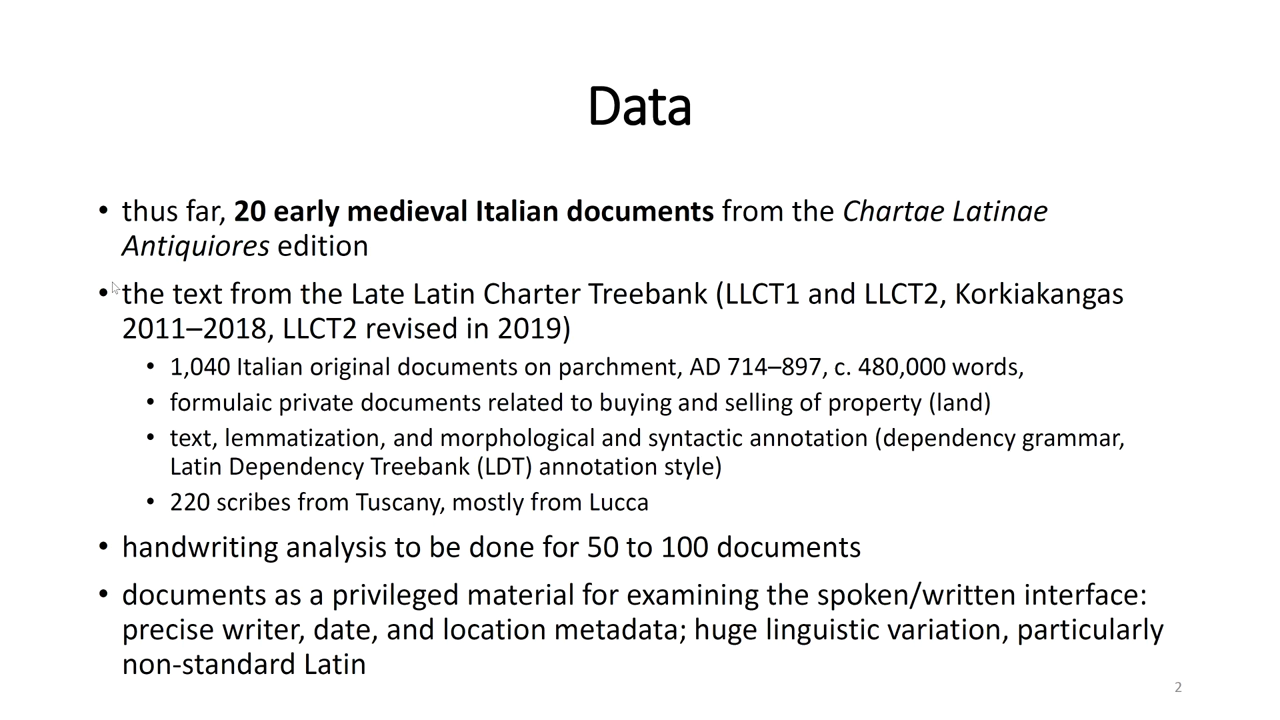 Data
• thus far, 20 early medieval Italian documents from the Chartae Latinae
Antiquiores edition
• the text from the Late Latin Charter Treebank (LLCT1 and LLCT2, Korkiakangas
2011–2018, LLCT2 revised in 2019)
• 1,040 Italian original documents on parchment, AD 714–897, c. 480,000 words,
• formulaic private documents related to buying and selling of property (land)
• text, lemmatization, and morphological and syntactic annotation (dependency grammar,
Latin Dependency Treebank (LDT) annotation style)
• 220 scribes from Tuscany, mostly from Lucca
• handwriting analysis to be done for 50 to 100 documents
• documents as a privileged material for examining the spoken/written interface:
precise writer, date, and location metadata; huge linguistic variation, particularly
non-standard Latin
2